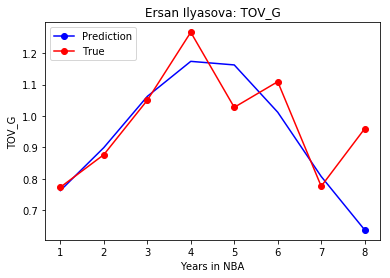 Ersan Ilyasova: TOV_G
Prediction
True
TOV_G
1.2
1.1
1.0
0.9
0.8
0.7
1 2 3 4 5 6 7 8
Years in NBA